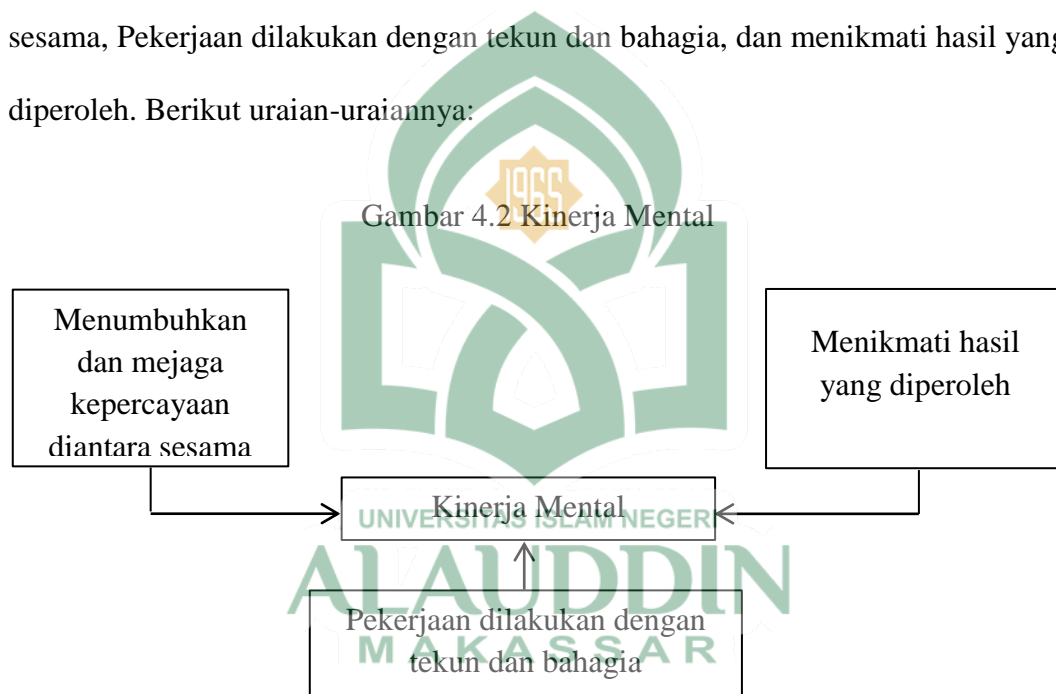 sesama, Pekerjaan dilakukan dengan tekun dan bahagia, dan menikmati hasil yang
diperoleh. Berikut uraian-uraiannya:
1965
Gambar 4.2 Kinerja Mental
Menumbuhkan
dan mejaga
kepercayaan
diantara sesama
Menikmati hasil
yang diperoleh
Kinerja Mental
UNIVERSITAS ISLAM NEGERI
ALAUDDIN
Pekerjaan dilakukan dengan
MAKASSAR
tekun dan bahagia